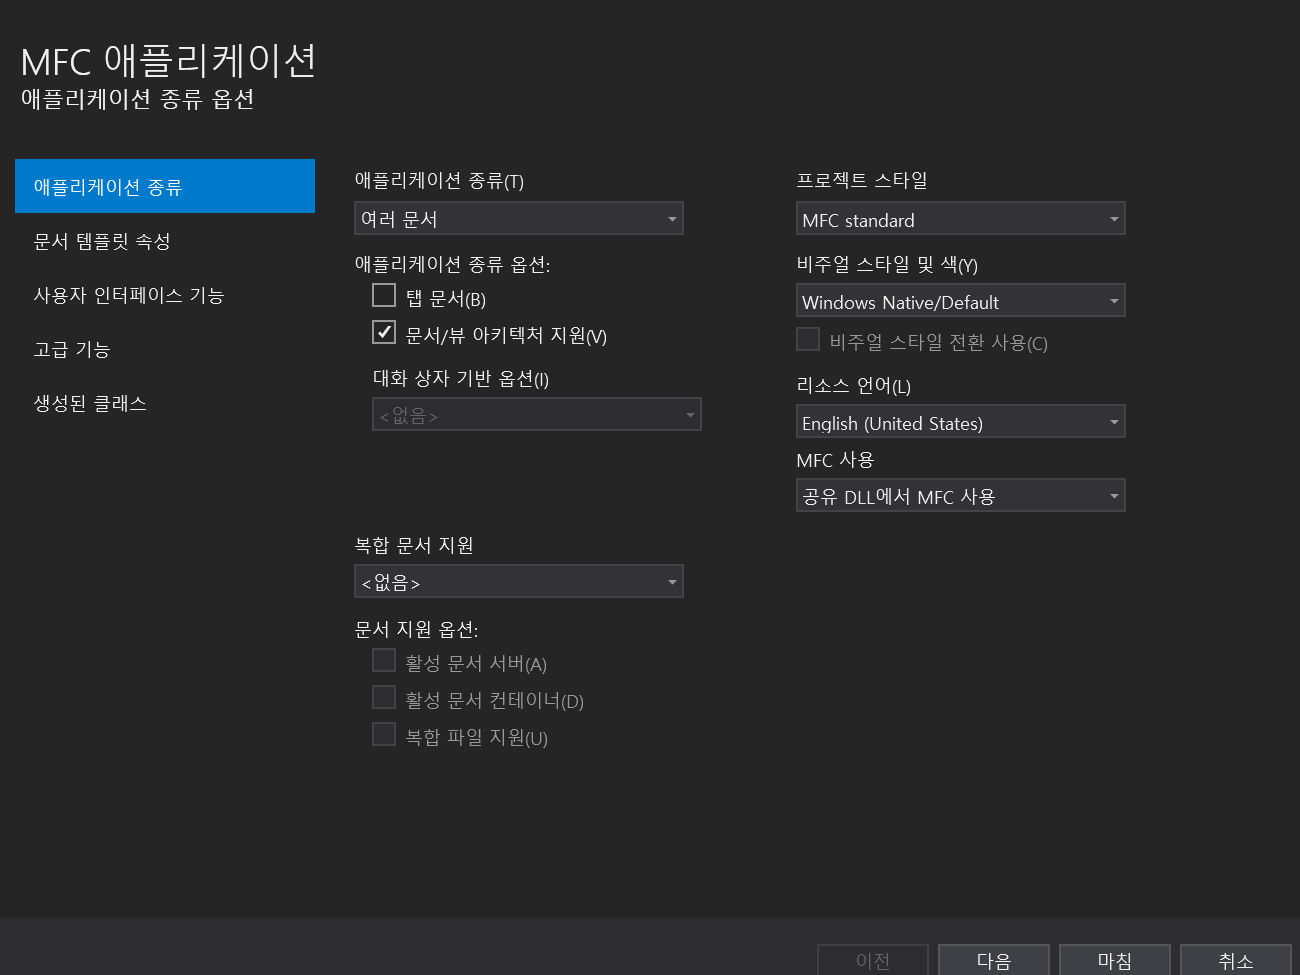 MFC 애플리케이션
애플리케이션 종류 옵션
애플리케이션 종류
문서 템플릿 속성
사용자 인터페이스 기능
고급 기능
생성된 클래스
애플리케이션 종류(T)
여러 문서
애플리케이션 종류 옵션:
탭 문서(B)
문서/뷰 아키텍처 지원(V)
대화 상자 기반 옵션(I)
<없음>
복합 문서 지원
<없음>
문서 지원 옵션:
활성 문서 서버(A)
활성 문서 컨테이너(D)
복합 파일 지원(U)
프로젝트 스타일
MFC standard
비주얼 스타일 및 색(Y)
Windows Native/Default
비주얼 스타일 전환 사용(C)
리소스 언어(L)
English (United States)
MFC 사용
공유 DLL에서 MFC 사용
이전
다음
마침
취소